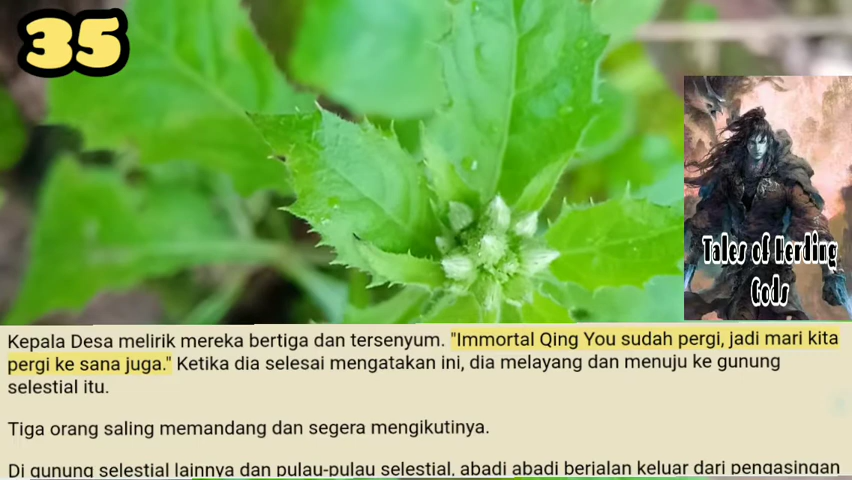 35
Tales of Herding
Gods
Kepala Desa melirik mereka bertiga dan tersenyum. "Immortal Qing You sudah pergi, jadi mari kita
pergi ke sana juga." Ketika dia selesai mengatakan ini, dia melayang dan menuju ke gunung
selestial itu.
Tiga orang saling memandang dan segera mengikutinya.
Di gunung selestial lainnya dan pulau-pulau selestial, abadi abadi berjalan keluar dari pengasingan